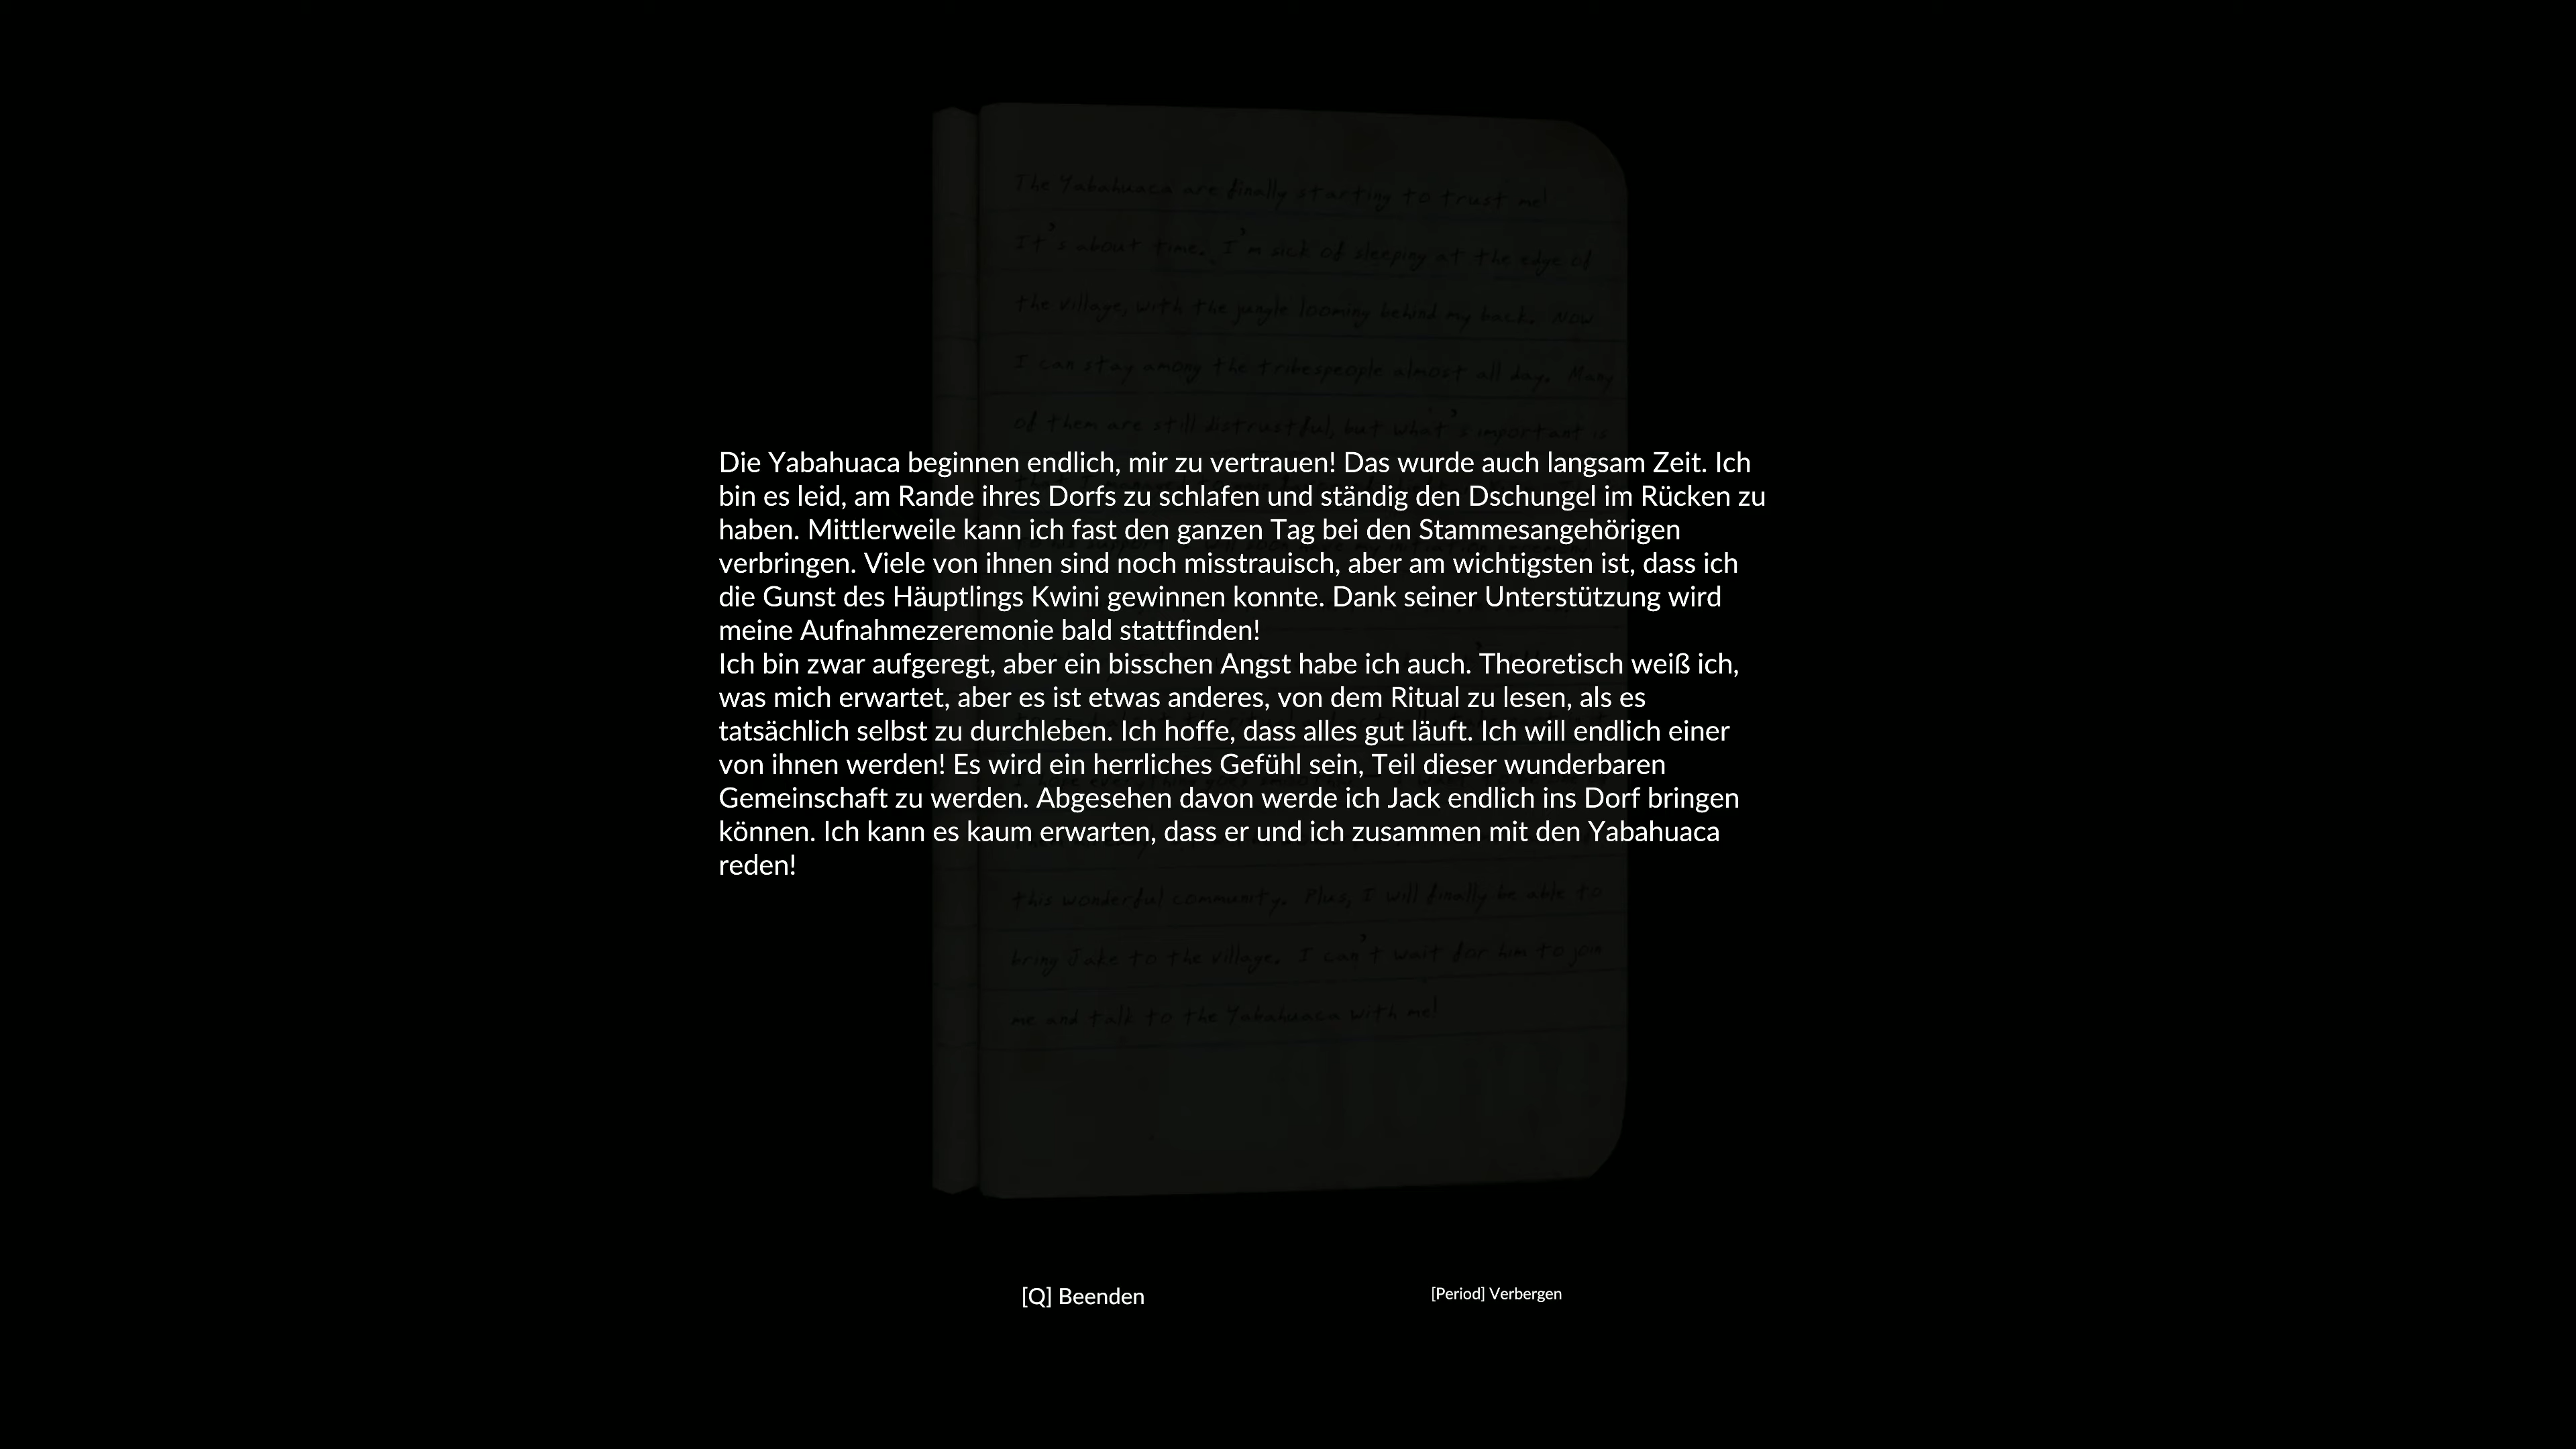 The Yabahuaca are finally starting to trust me!
It's about time. I'm sick of sleeping at the edge of
the village, with the jungle looming behind my back. Now
I can stay among the tribespeople almost all day. Many
of them are still distrustful, but what's important is
Die Yabahuaca beginnen endlich, mir zu vertrauen! Das wurde auch langsam Zeit. Ich
bin es leid, am Rande ihres Dorfs zu schlafen und ständig den Dschungel im Rücken zu
haben. Mittlerweile kann ich fast den ganzen Tag bei den Stammesangehörigen
verbringen. Viele von ihnen sind noch misstrauisch, aber am wichtigsten ist, dass ich
die Gunst des Häuptlings Kwini gewinnen konnte. Dank seiner Unterstützung wird
meine Aufnahmezeremonie bald stattfinden!
Ich bin zwar aufgeregt, aber ein bisschen Angst habe ich auch. Theoretisch weiß ich,
was mich erwartet, aber es ist etwas anderes, von dem Ritual zu lesen, als es
tatsächlich selbst zu durchleben. Ich hoffe, dass alles gut läuft. Ich will endlich einer
von ihnen werden! Es wird ein herrliches Gefühl sein, Teil dieser wunderbaren
Gemeinschaft zu werden. Abgesehen davon werde ich Jack endlich ins Dorf bringen
können. Ich kann es kaum erwarten, dass er und ich zusammen mit den Yabahuaca
reden!
this wonderful community. Plus, I will finally be able to
bring Jake to the village. I can't wait for him to join
me and talk to the Yabahuaca with me!
[Q] Beenden
[Period] Verbergen